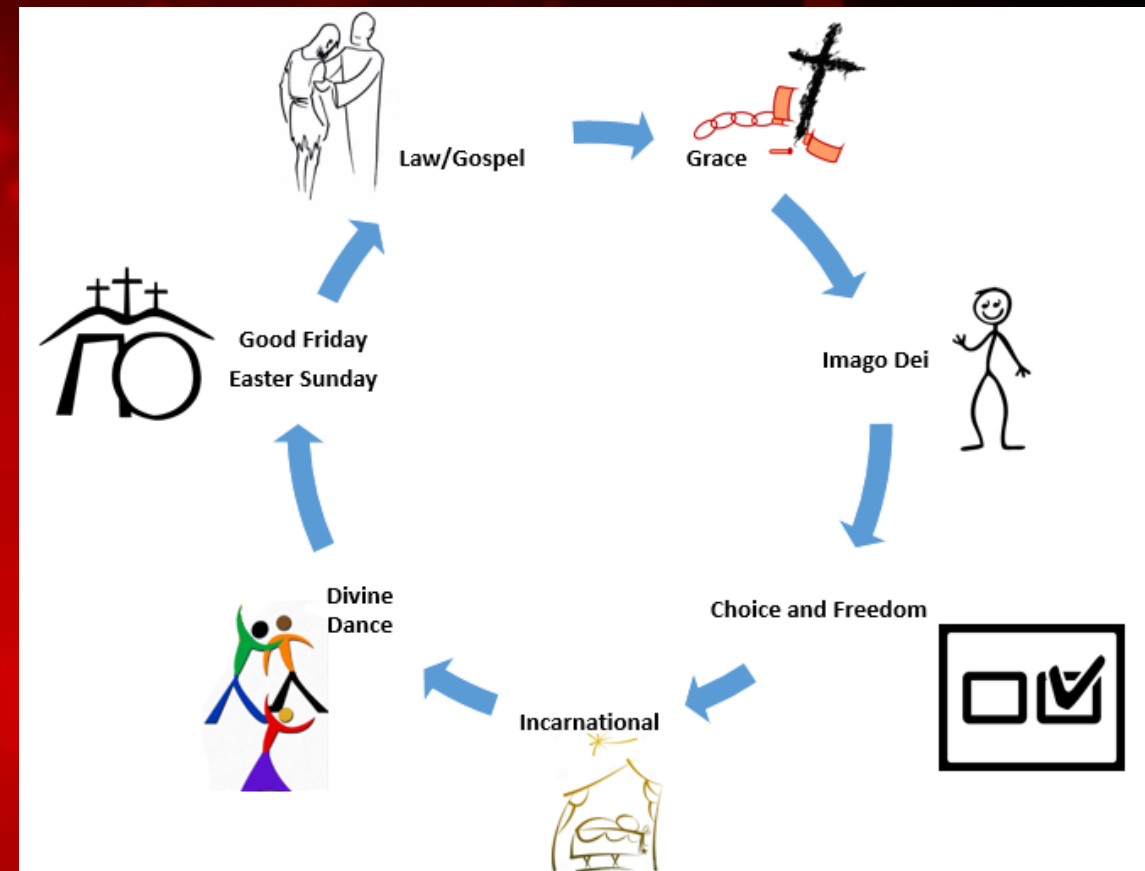 Law/Gospel
Grace
Imago Dei
Choice and Freedom
Incarnational
Divine
Dance
Good Friday
Easter Sunday